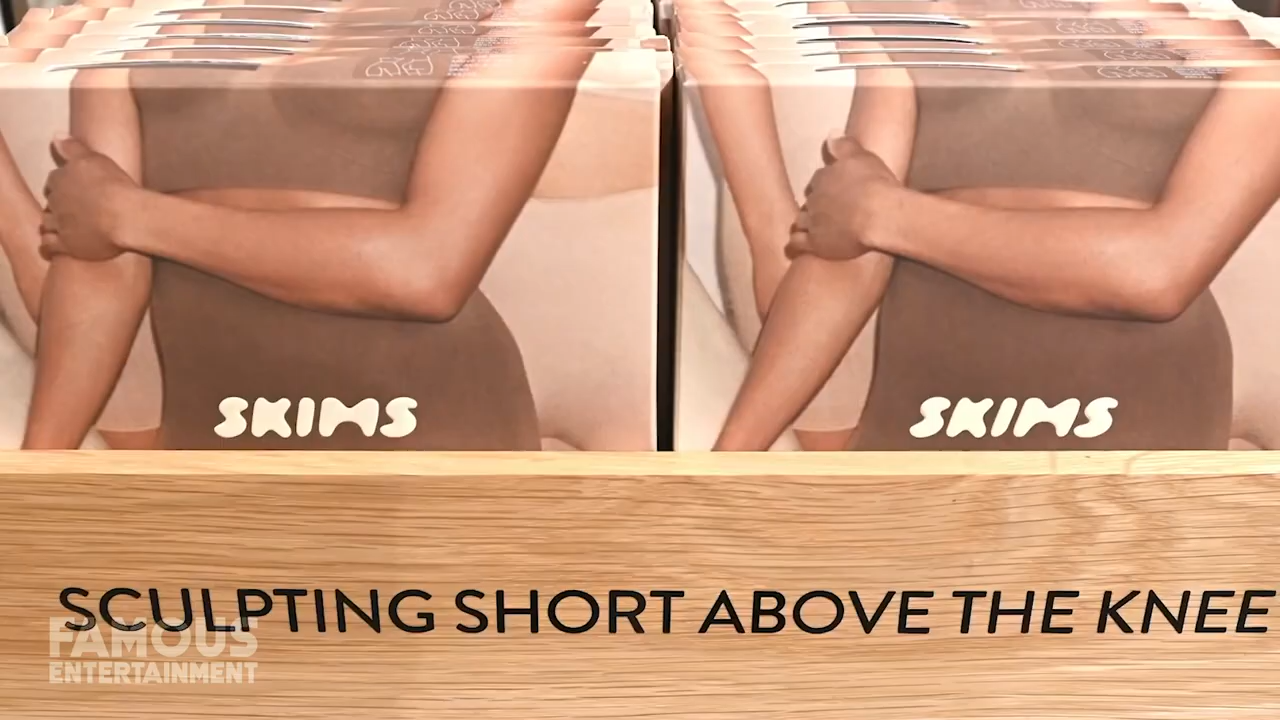 SKIMS
SKIMS
SCULPTING SHORT ABOVE THE KNEE
FAMOUS
ENTERTAINMENT